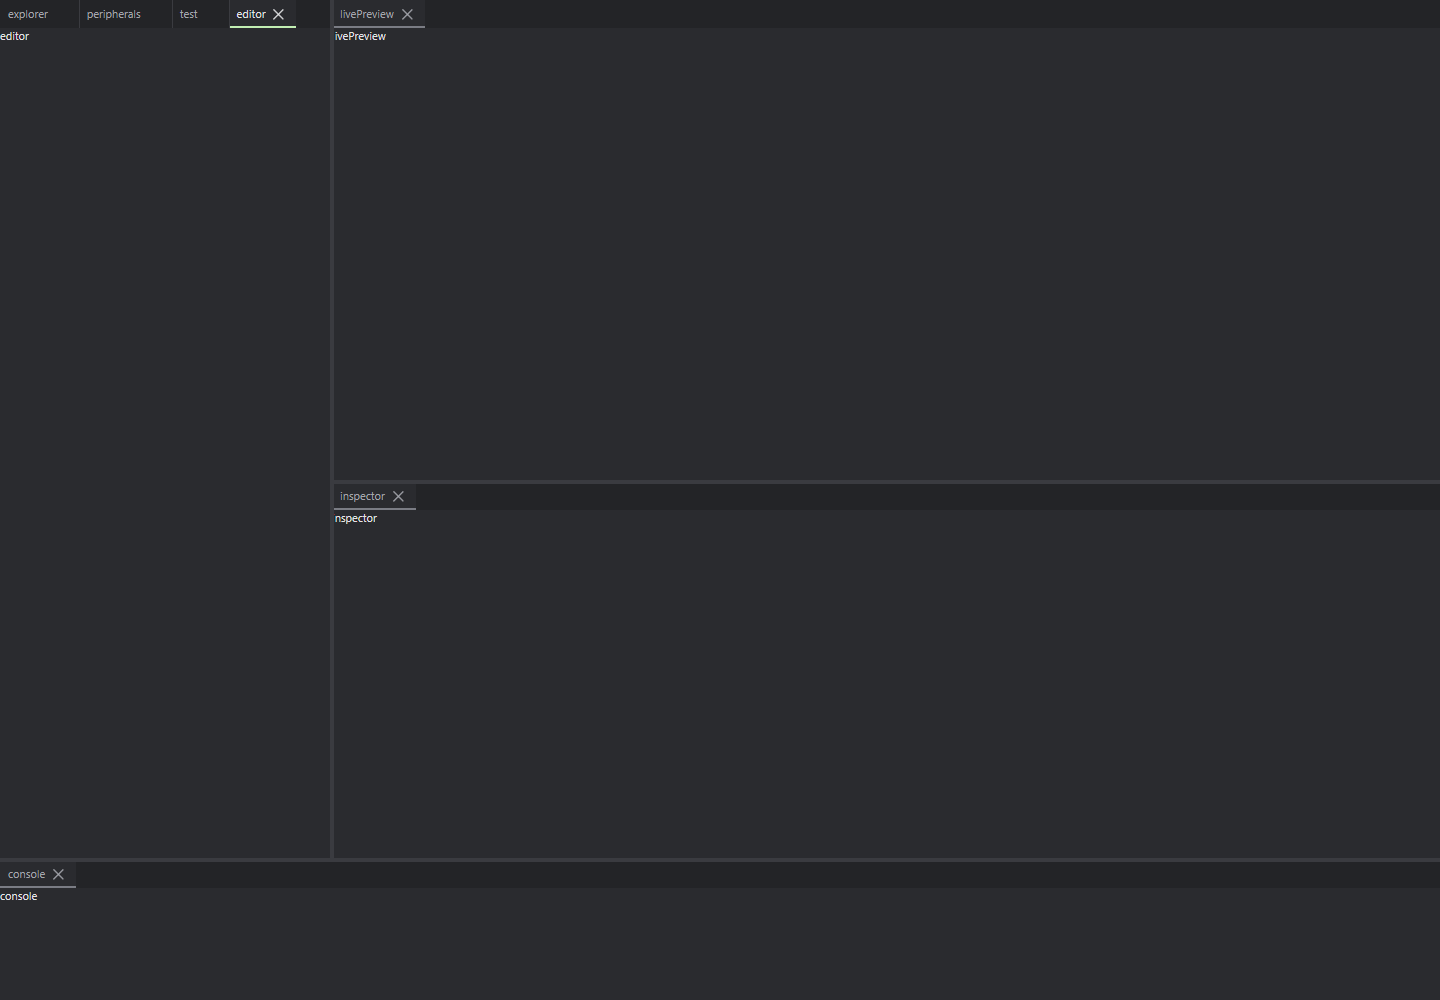 explorer peripherals test editor
editor
livePreview
ivePreview
inspector
nspector
console
console